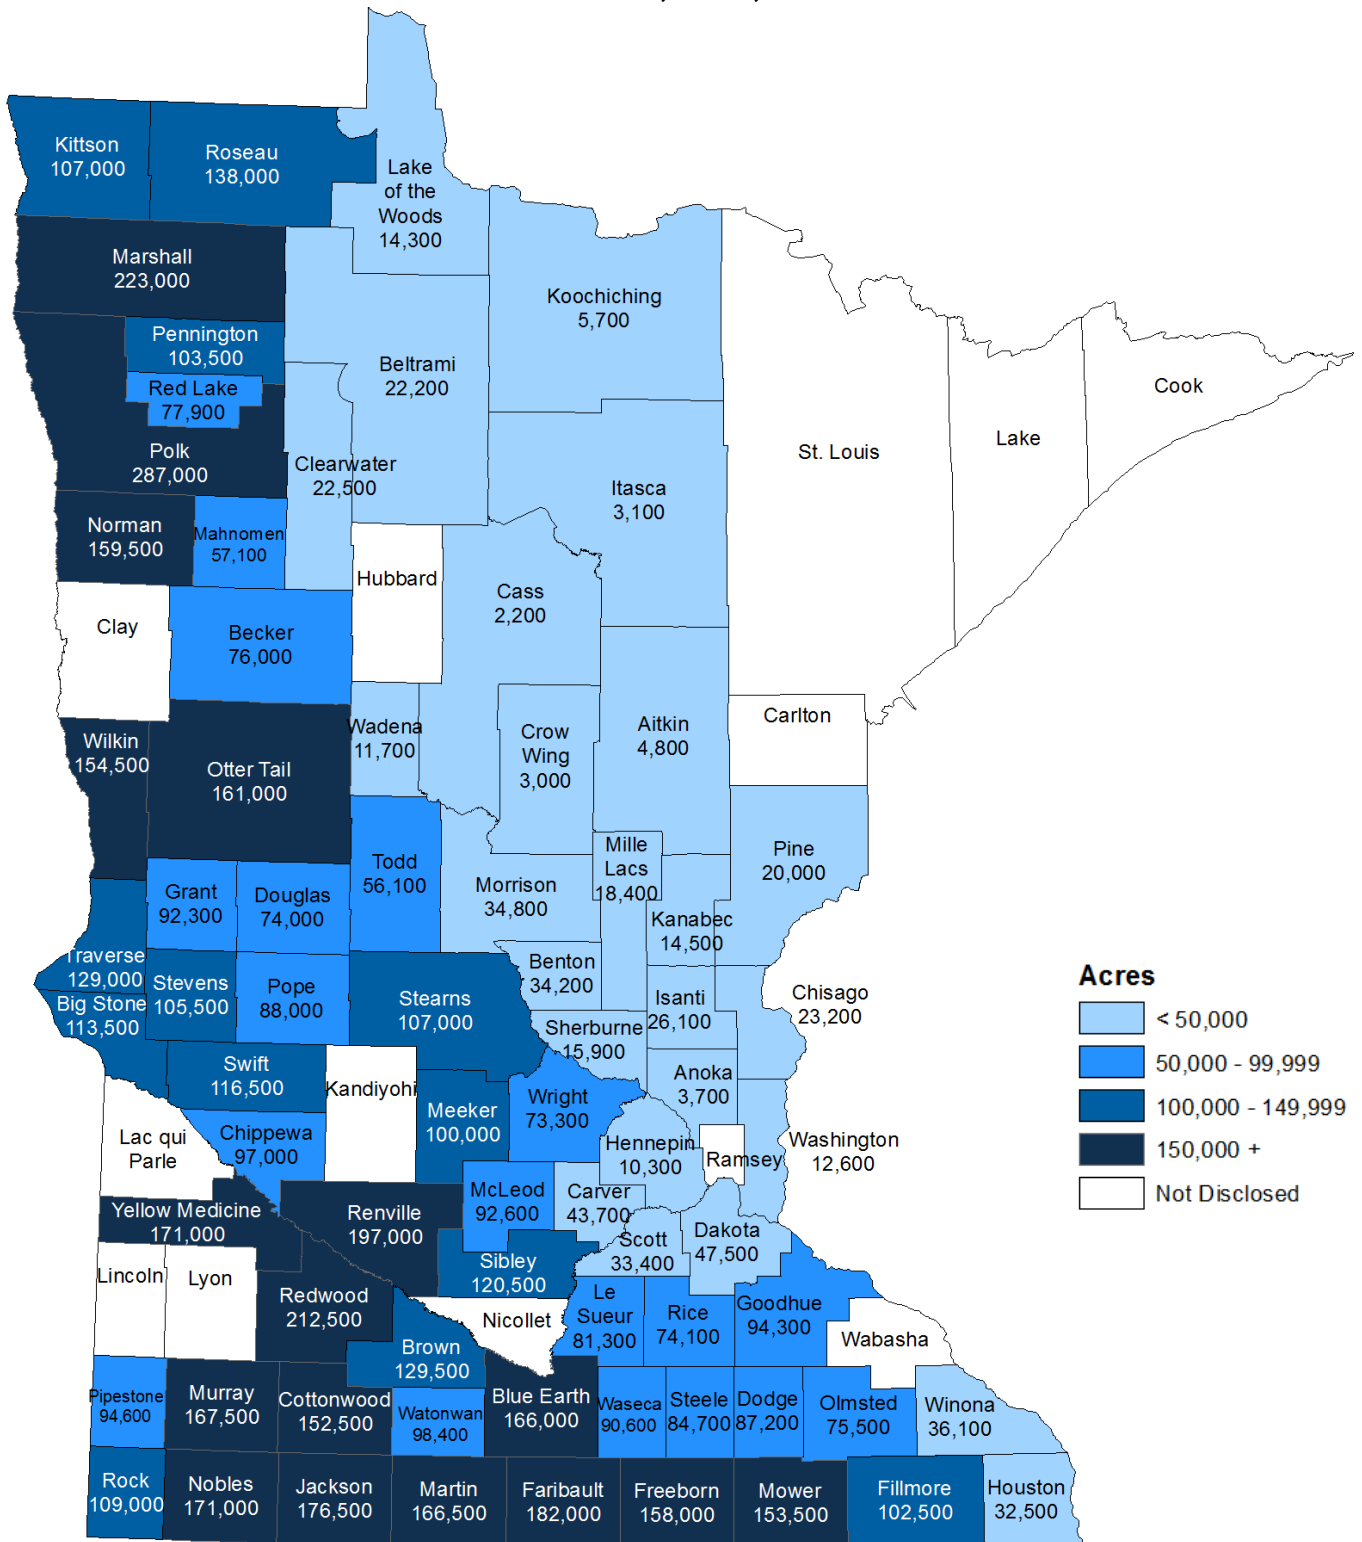 Kittson
107,000
Roseau
138,000
Lake
of the
Woods
14,300
Marshall
223,000
Koochiching
5,700
Pennington
103,500
Beltrami
22,200
Red Lake
77,900
Cook
Polk
287,000
Clearwater
22,500
St. Louis
Lake
Itasca
3,100
Norman
159,500
Mahnomen
57,100
Hubbard
Cass
2,200
Clay
Becker
76,000
Wadena
11,700
Crow
Wing
3,000
Aitkin
4,800
Carlton
Wilkin
154,500
Otter Tail
161,000
Todd
56,100
Mille
Lacs
18,400
Pine
20,000
Grant
92,300
Douglas
74,000
Morrison
34,800
Kanabec
14,500
Traverse
129,000
Stevens
105,500
Pope
88,000
Stearns
107,000
Benton
34,200
Isanti
26,100
Chisago
23,200
Big Stone
113,500
Sherburne
15,900
Swift
116,500
Kandiyohi
Meeker
100,000
Wright
73,300
Anoka
3,700
Lac qui
Parle
Chippewa
97,000
Hennepin
10,300
Ramsey
Washington
12,600
Yellow Medicine
171,000
Renville
197,000
McLeod
92,600
Carver
43,700
Scott
33,400
Dakota
47,500
Lincoln
Lyon
Redwood
212,500
Sibley
120,500
Nicollet
Le
Sueur
81,300
Rice
74,100
Goodhue
94,300
Wabasha
Brown
129,500
Pipestone
94,600
Murray
167,500
Cottonwood
152,500
Watonwan
98,400
Blue Earth
166,000
Waseca
90,600
Steele
84,700
Dodge
87,200
Olmsted
75,500
Winona
36,100
Rock
109,000
Nobles
171,000
Jackson
176,500
Martin
166,500
Faribault
182,000
Freeborn
158,000
Mower
153,500
Fillmore
102,500
Houston
32,500
Acres
< 50,000
50,000 - 99,999
100,000 - 149,999
150,000 +
Not Disclosed